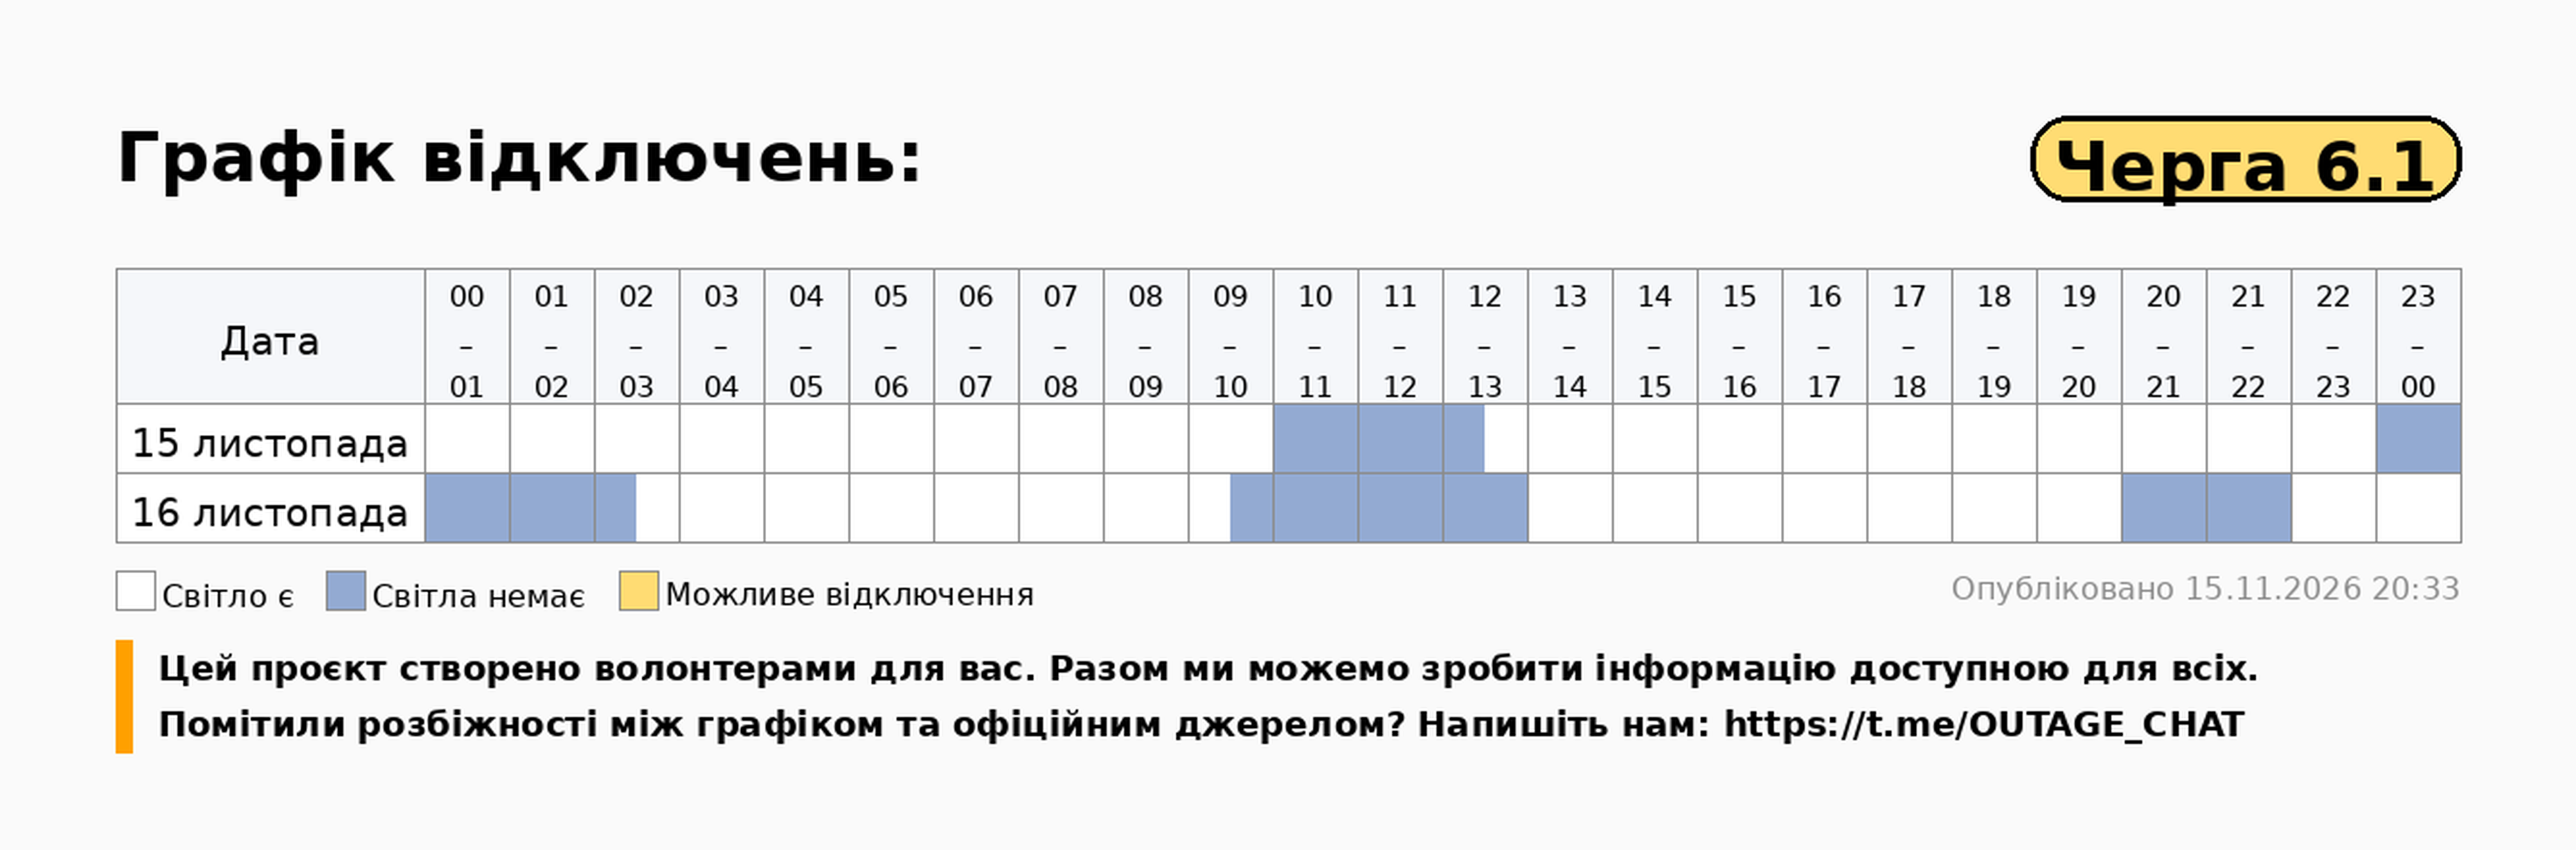 Графік відключень:
Черга 6.1
Дата
00 – 01
01 – 02
02 – 03
03 – 04
04 – 05
05 – 06
06 – 07
07 – 08
08 – 09
09 – 10
10 – 11
11 – 12
12 – 13
13 – 14
14 – 15
15 – 16
16 – 17
17 – 18
18 – 19
19 – 20
20 – 21
21 – 22
22 – 23
23 – 00
15 листопада
16 листопада
Світло є
Світла немає
Можливе відключення
Опубліковано 15.11.2026 20:33
Цей проєкт створено волонтерами для вас. Разом ми можемо зробити інформацію доступною для всіх.
Помітили розбіжності між графіком та офіційним джерелом? Напишіть нам: https://t.me/OUTAGE_CHAT